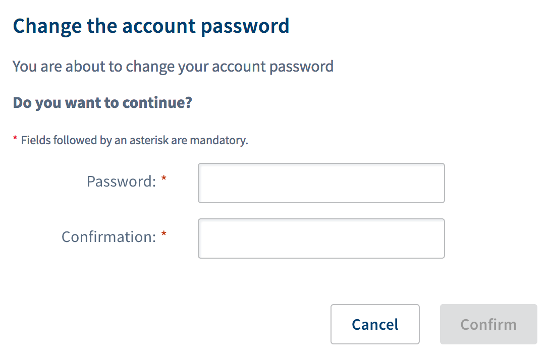 Change the account password
You are about to change your account password
Do you want to continue?
* Fields followed by an asterisk are mandatory.
Password: *
Confirmation: *
Cancel Confirm